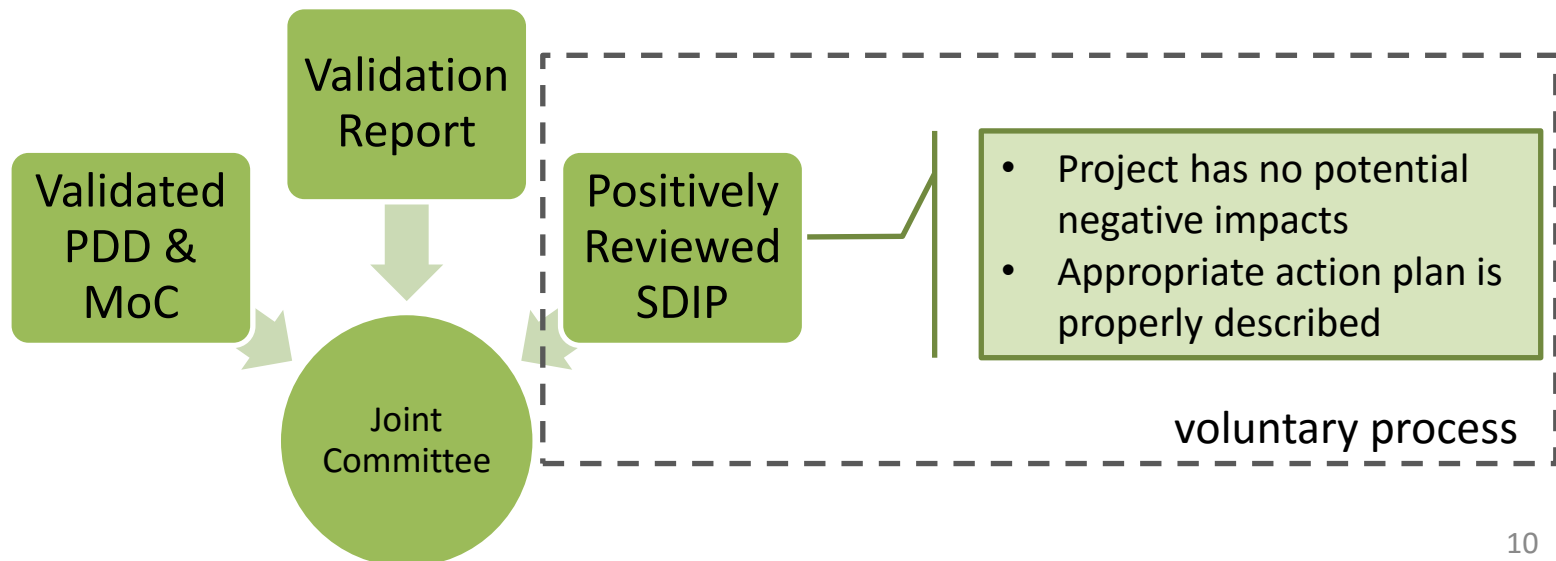 Validation
Report
Validated
PDD &
MoC
Positively
Reviewed
SDIP
• Project has no potential
negative impacts
• Appropriate action plan is
properly described
Joint
Committee
voluntary process
10